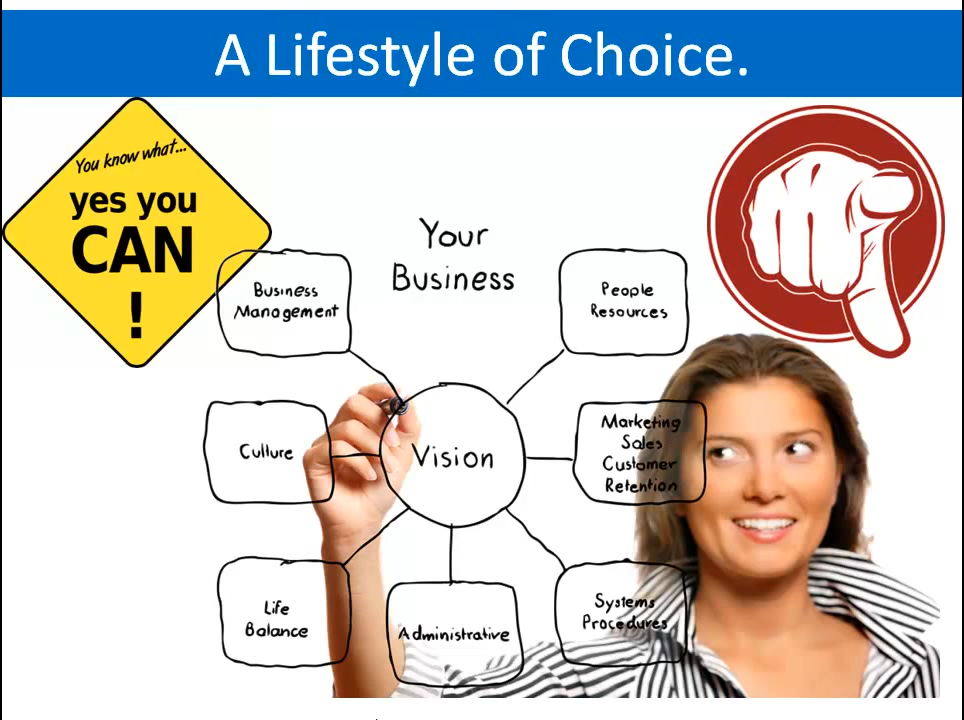 A Lifestyle of Choice.
You know what...
yes you
CAN
!
Your
Business
Business
Management
People
Resources
Culture
Vision
Marketing
Sales
Customer
Retention
Life
Balance
Administrative
Systems
Procedures